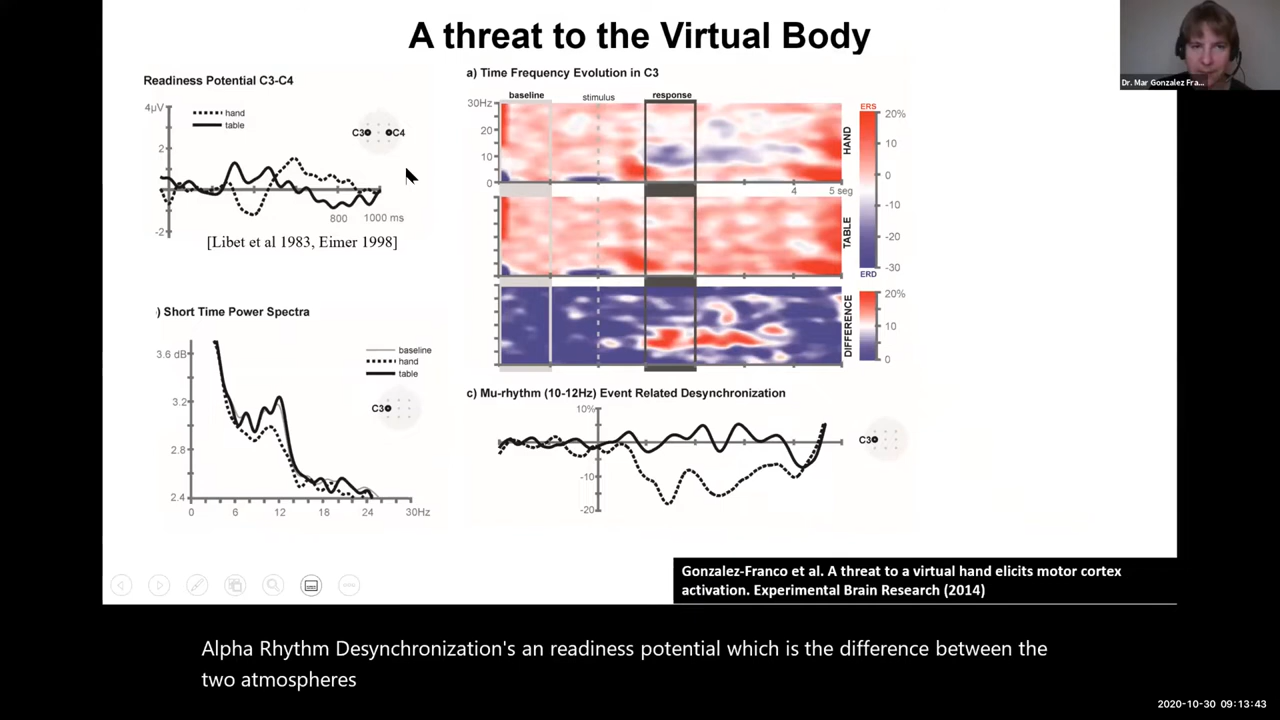 A threat to the Virtual Body
Dr. Mar Gonzalez Fra...
Readiness Potential C3-C4
4µV
2
-2
hand
table
C3
C4
800
1000 ms
[Libet et al 1983, Eimer 1998]
a) Time Frequency Evolution in C3
baseline
stimulus
response
30Hz
20
10
0
4
5 seg
HAND
TABLE
DIFFERENCE
ERS
20%
10
0
-10
-20
-30
ERD
20%
10
0
) Short Time Power Spectra
3.6 dB
3.2
2.8
2.4
baseline
hand
table
C3
0
6
12
18
24
30Hz
c) Mu-rhythm (10-12Hz) Event Related Desynchronization
10%
-10
-20
C3
Gonzalez-Franco et al. A threat to a virtual hand elicits motor cortex
activation. Experimental Brain Research (2014)
Alpha Rhythm Desynchronization's an readiness potential which is the difference between the
two atmospheres
2020-10-30 09:13:43